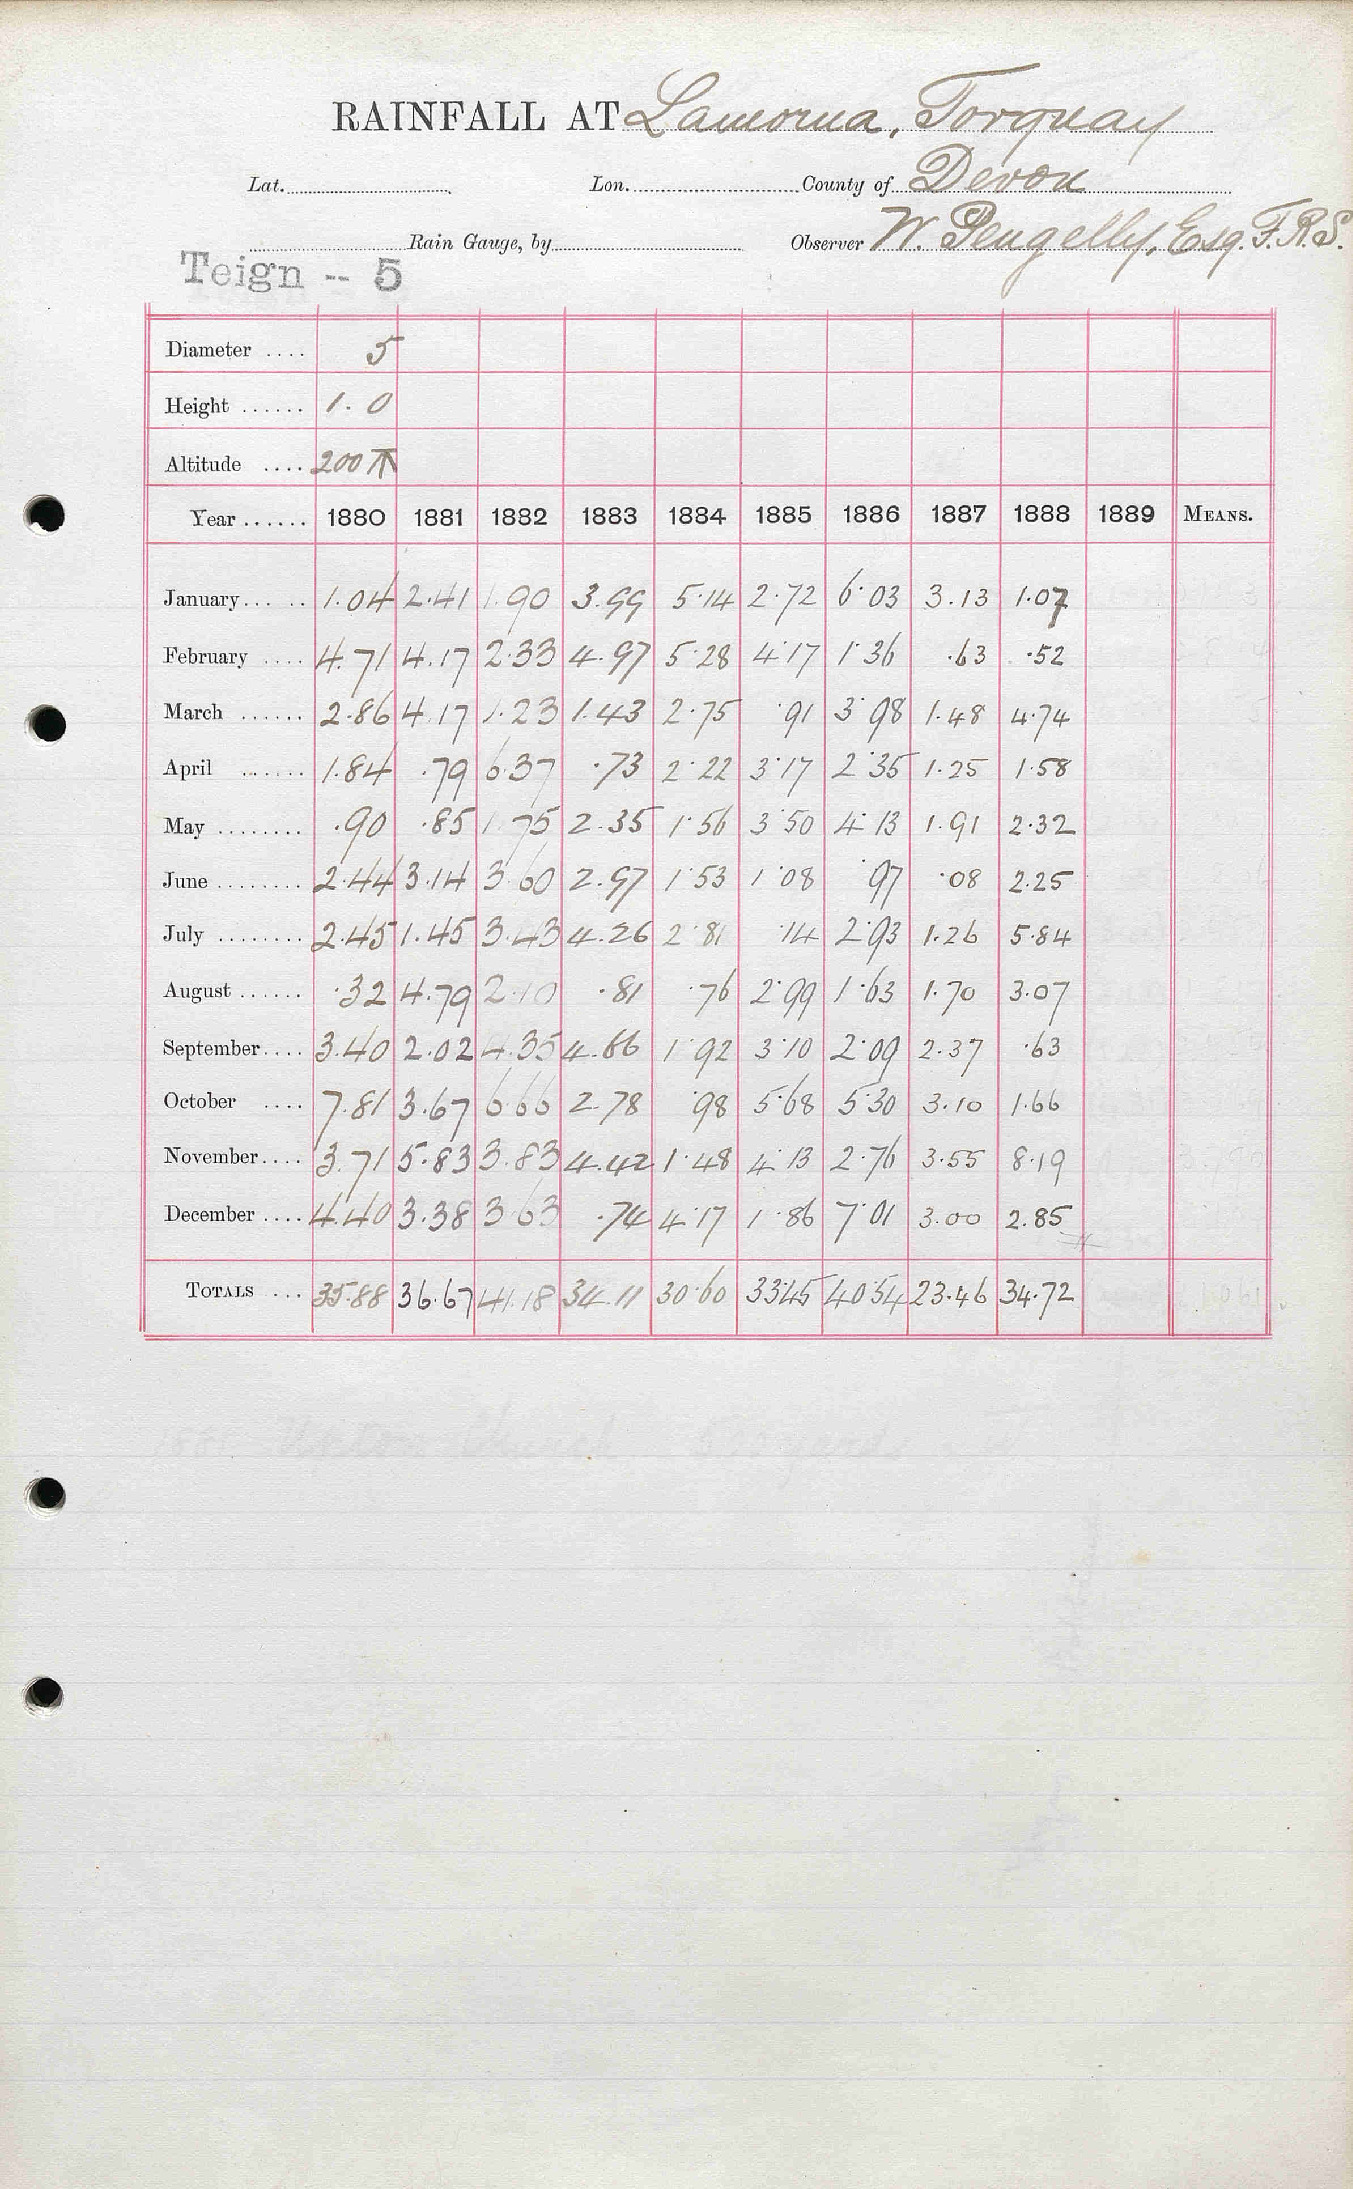 RAINFALL AT Lamorna, Torquay
Lat. Lon. County of Devon
Rain Gauge, by Observer W. Pengelly, Esq. F.R.S.
Teign -- 5
Diameter .... 5
Height ...... 1.0
Altitude .... 200
Year ...... 1880 1881 1882 1883 1884 1885 1886 1887 1888 1889 MEANS.
January ... .. 1.04 2.41 1.90 3.99 5.14 2.72 6.03 3.13 1.07
February .... 4.71 4.17 2.33 4.97 5.28 4.17 1.36 .63 .52
March ...... 2.86 4.17 1.23 1.43 2.75 .91 3.98 1.48 4.74
April ....... 1.84 .79 6.37 .73 2.22 3.17 2.35 1.25 1.58
May ........ .90 .85 1.75 2.35 1.56 3.50 4.13 1.91 2.32
June ........ 2.44 3.14 3.60 2.97 1.53 1.08 .97 .08 2.25
July ........ 2.45 1.45 3.43 4.26 2.81 .14 2.93 1.26 5.84
August ...... .32 4.79 2.10 .81 .76 2.99 1.63 1.70 3.07
September .... 3.40 2.02 4.35 4.66 1.92 3.10 2.09 2.37 .63
October .... 7.81 3.67 6.66 2.78 .98 5.68 5.30 3.10 1.66
November .... 3.71 5.83 3.83 4.42 1.48 4.13 2.76 3.55 8.19
December .... 4.40 3.38 3.63 .74 4.17 1.86 7.01 3.00 2.85
TOTALS ... 35.88 36.67 41.18 34.11 30.60 33.45 40.54 23.46 34.72